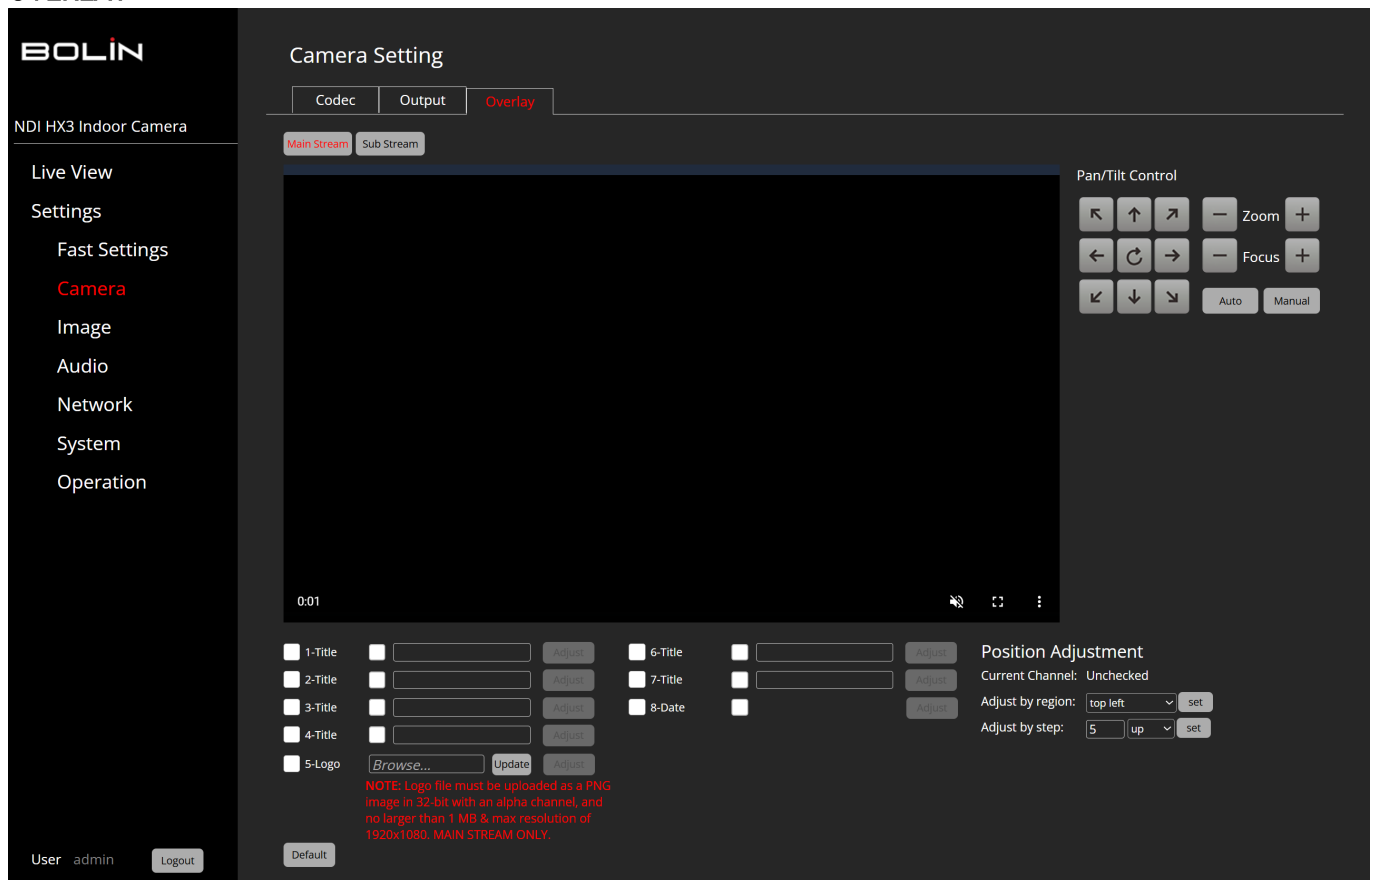 BOLIN
NDI HX3 Indoor Camera
Live View
Settings
Fast Settings
Camera
Image
Audio
Network
System
Operation
User admin Logout
Camera Setting
Codec Output Overlay
Main Stream Sub Stream
0:01
Pan/Tilt Control
Zoom
Focus
Auto Manual
1-Title Adjust
2-Title Adjust
3-Title Adjust
4-Title Adjust
5-Logo Browse... Update Adjust
NOTE: Logo file must be uploaded as a PNG
image in 32-bit with an alpha channel, and
no larger than 1 MB & max resolution of
1920x1080. MAIN STREAM ONLY.
Default
6-Title Adjust
7-Title Adjust
8-Date Adjust
Position Adjustment
Current Channel: Unchecked
Adjust by region: top left set
Adjust by step: 5 up set